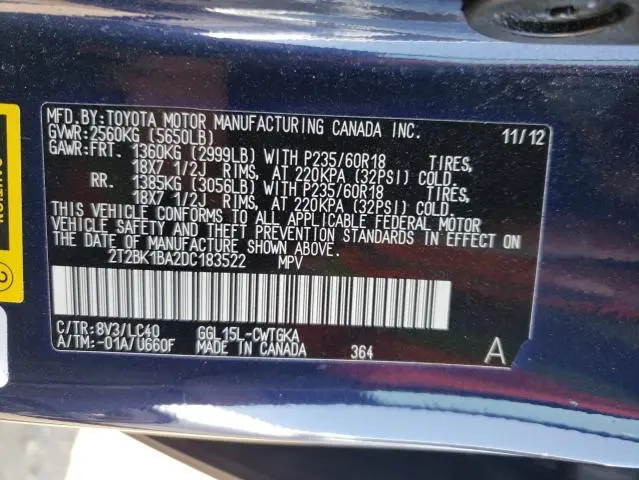 MFD.BY:TOYOTA MOTOR MANUFACTURING CANADA INC.
GVWR:2560KG (5650LB) 11/12
GAWR:FRT. 1360KG (2999LB) WITH P235/60R18 TIRES,
18X7 1/2J RIMS, AT 220KPA (32PSI) COLD
RR. 1385KG (3056LB) WITH P235/60R18 TIRES,
18X7 1/2J RIMS, AT 220KPA (32PSI) COLD.
THIS VEHICLE CONFORMS TO ALL APPLICABLE FEDERAL MOTOR
VEHICLE SAFETY AND THEFT PREVENTION STANDARDS IN EFFECT
ON THE DATE OF MANUFACTURE SHOWN ABOVE.
2T2BK1BA2DC183522 MPV
C/TR:8V3/LC40 GGL15L-CWTGKA
A/TM:-01A/U660F MADE IN CANADA 364 A
2